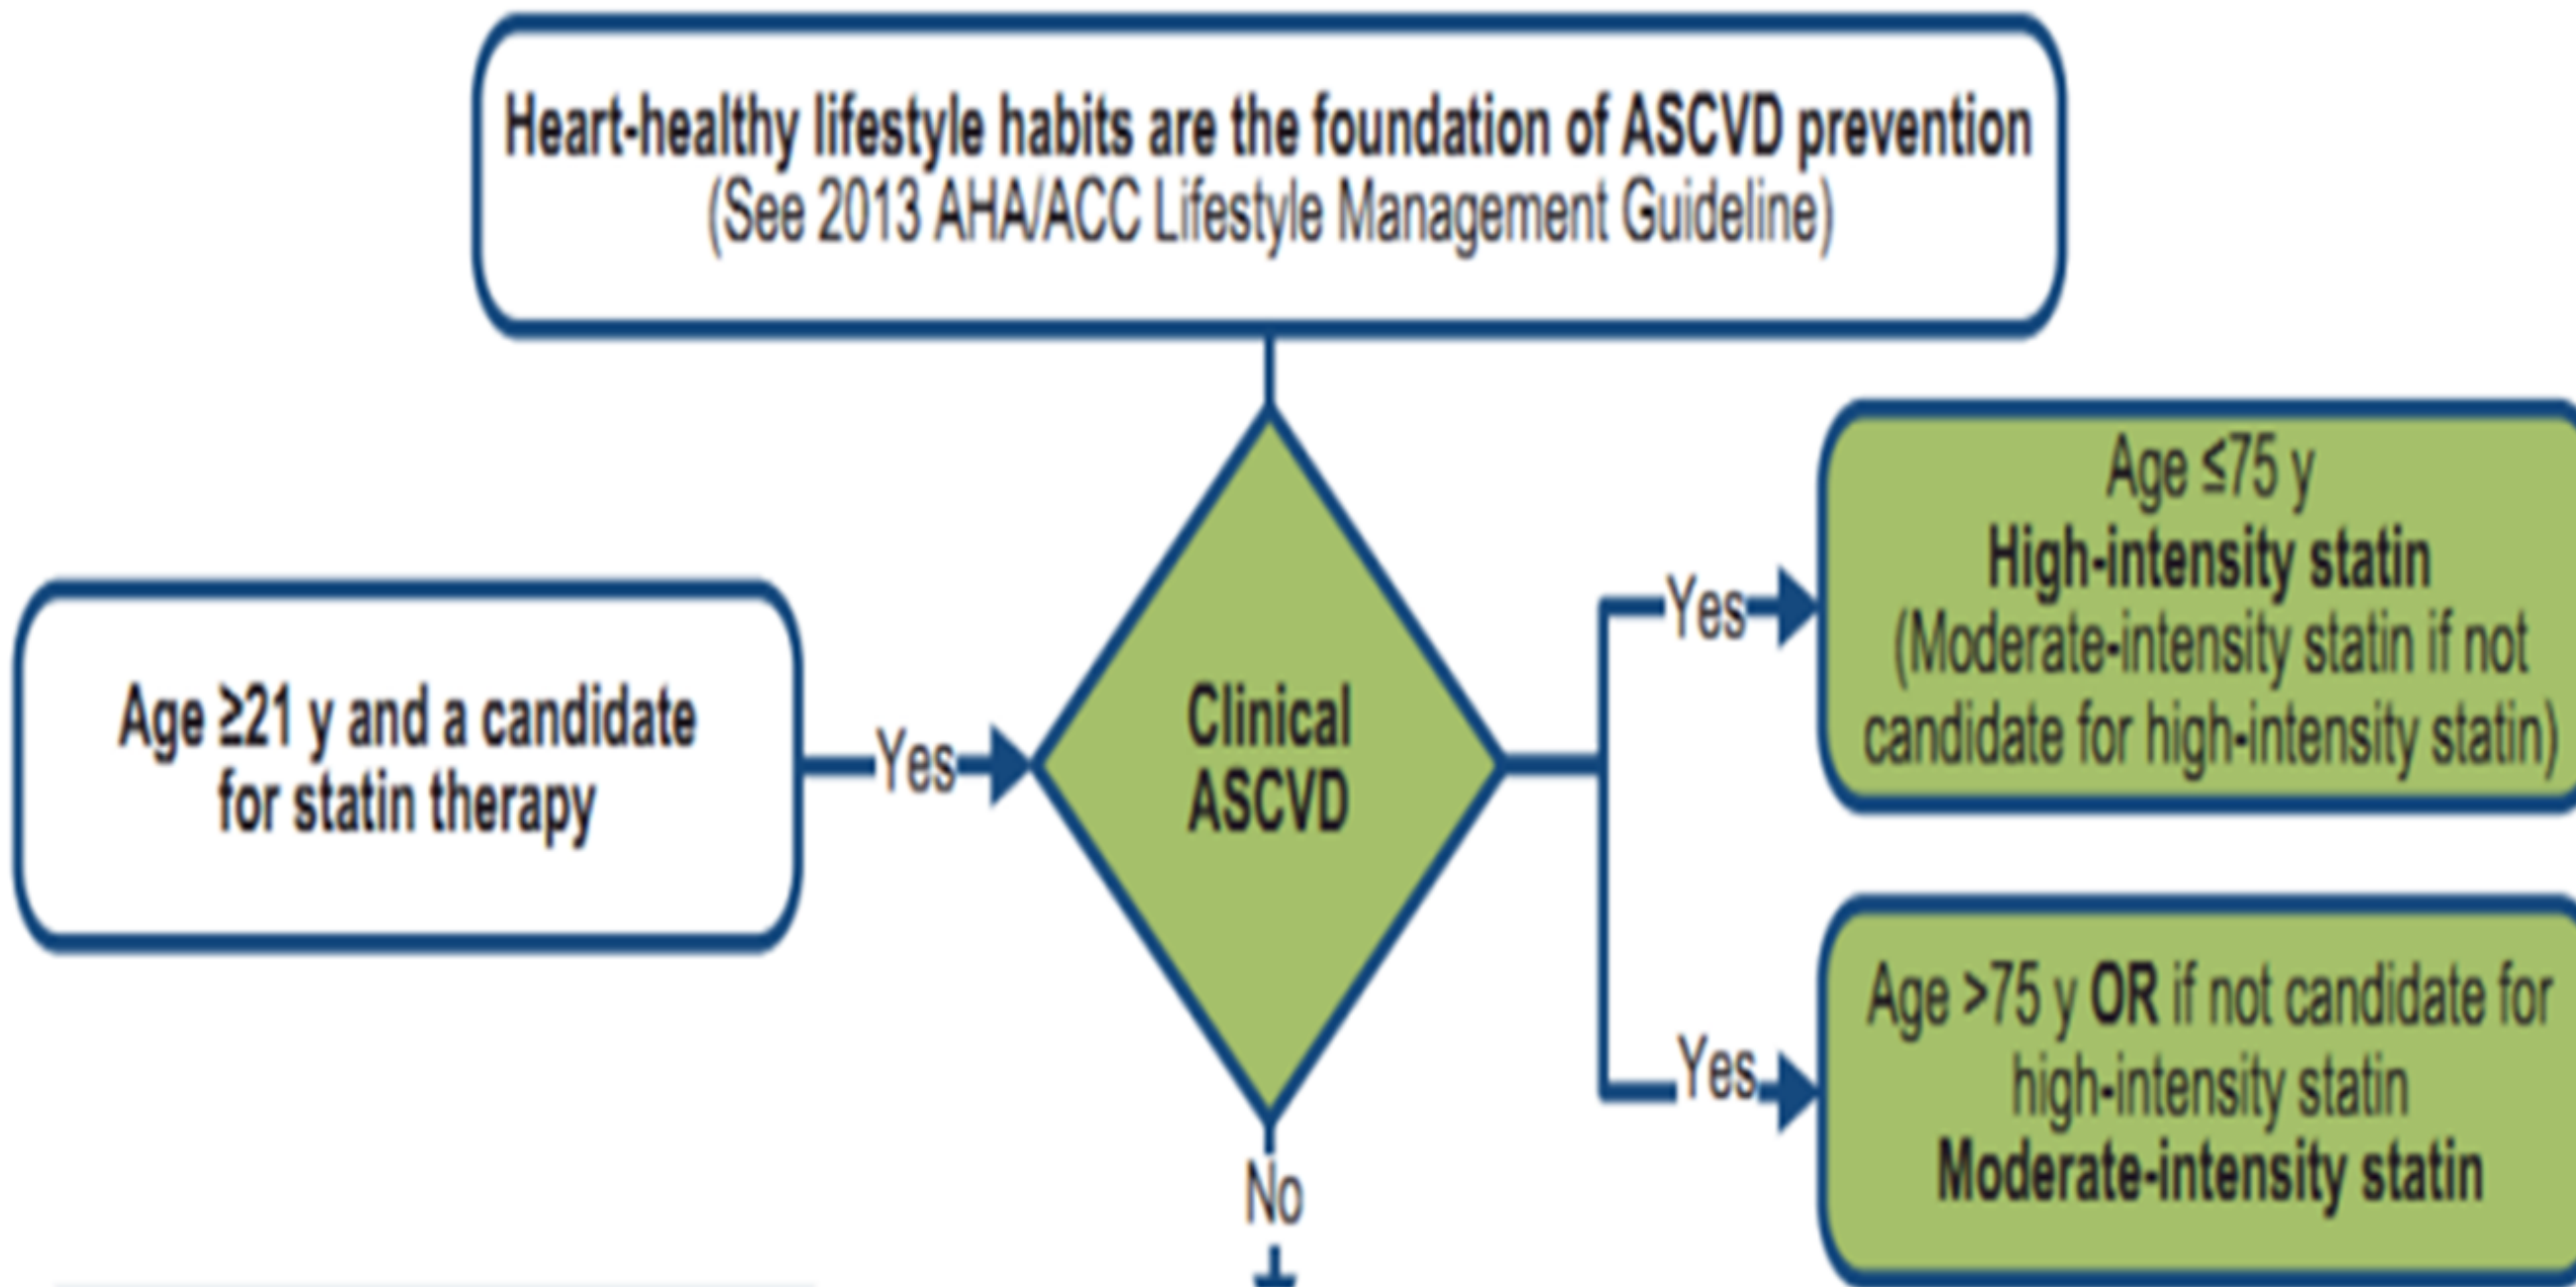 Heart-healthy lifestyle habits are the foundation of ASCVD prevention
(See 2013 AHA/ACC Lifestyle Management Guideline)
Age ≥21 y and a candidate
for statin therapy
Yes
Clinical
ASCVD
Yes
Age ≤75 y
High-intensity statin
(Moderate-intensity statin if not
candidate for high-intensity statin)
Yes
Age >75 y OR if not candidate for
high-intensity statin
Moderate-intensity statin
No